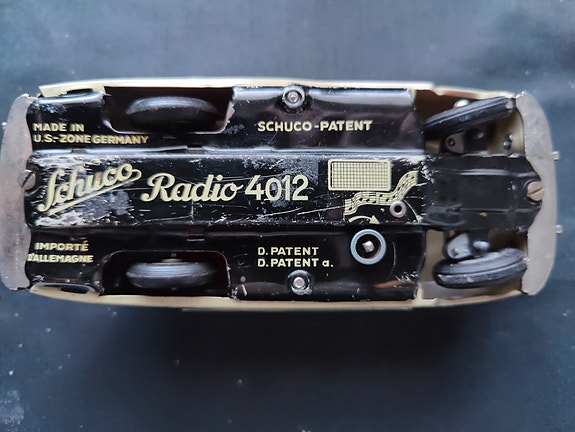 MADE IN
U.S.-ZONE GERMANY
SCHUCO-PATENT
Schuco Radio 4012
IMPORTÉ
D'ALLEMAGNE
D. PATENT
D. PATENT a.